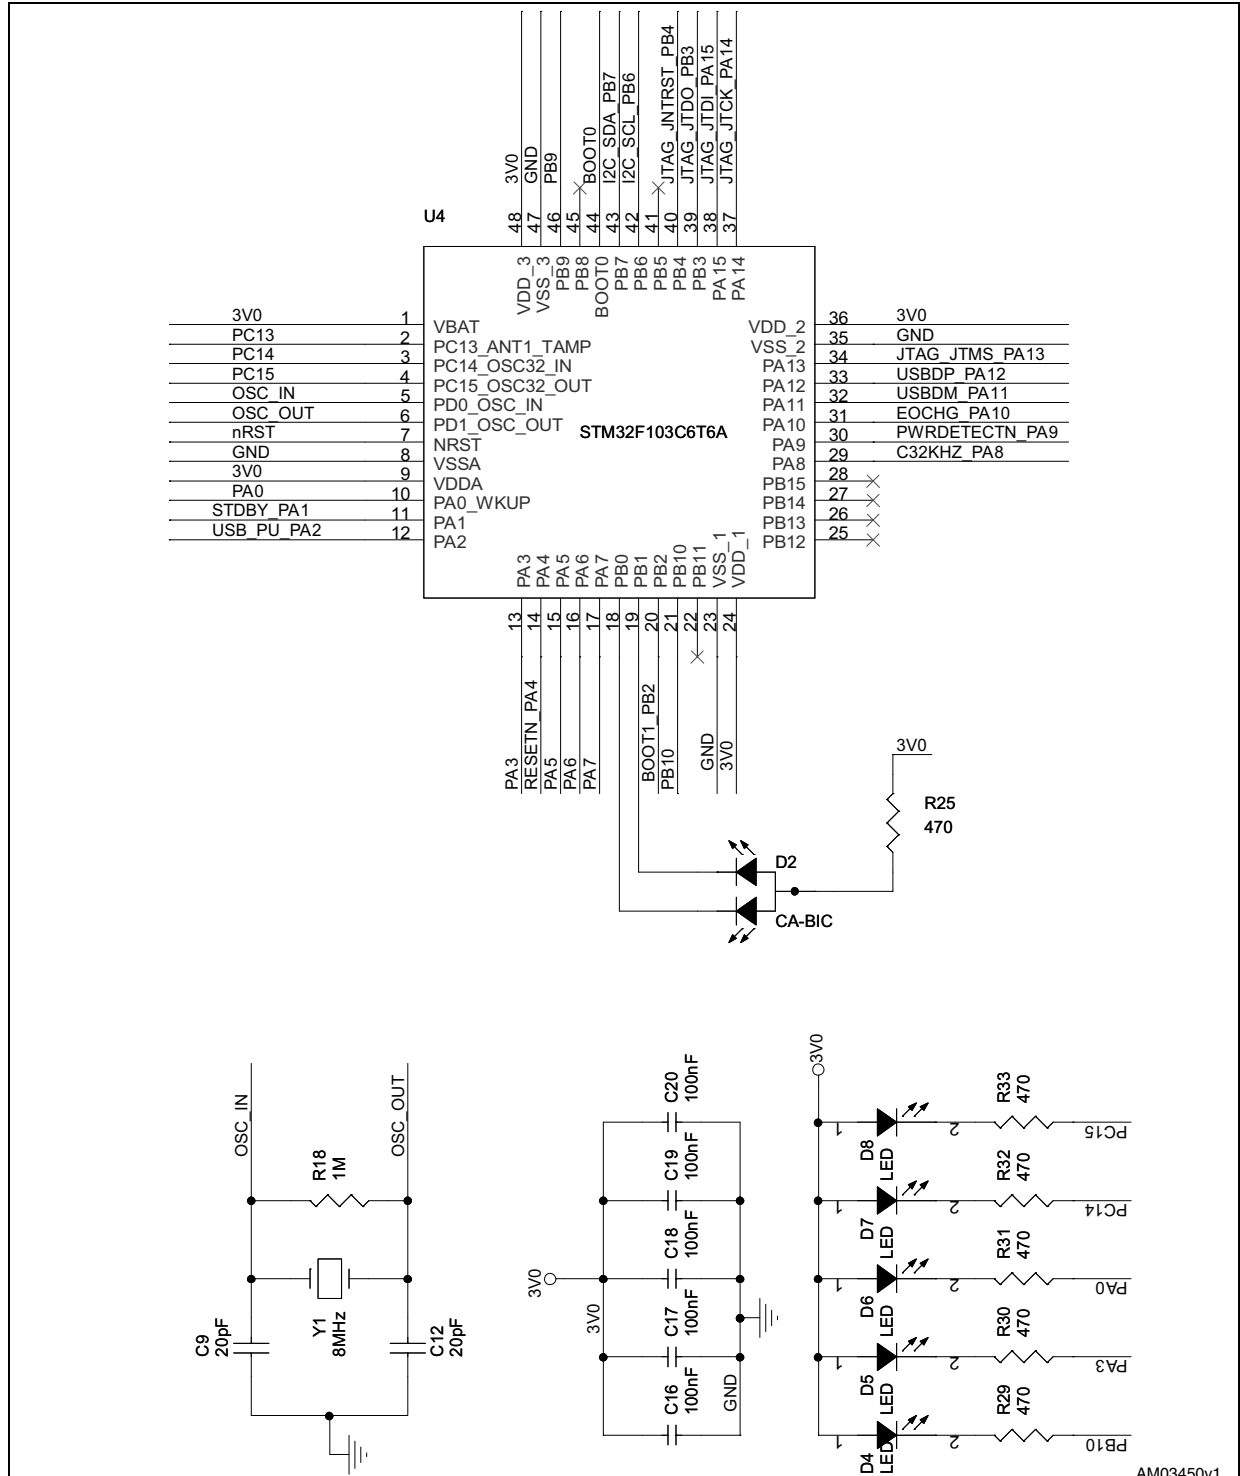 3V0
GND
PB9
BOOT0
I2C_SDA_PB7
I2C_SCL_PB6
JTAG_JNTRST_PB4
JTAG_JTDO_PB3
JTAG_JTDI_PA15
JTAG_JTCK_PA14
U4
48
47
46
45
44
43
42
41
40
39
38
37
VDD_3
VSS_3
PB9
PB8
BOOT0
PB7
PB6
PB5
PB4
PB3
PA15
PA14
3V0 1 VBAT
PC13 2 PC13_ANT1_TAMP
PC14 3 PC14_OSC32_IN
PC15 4 PC15_OSC32_OUT
OSC_IN 5 PD0_OSC_IN
OSC_OUT 6 PD1_OSC_OUT
nRST 7 NRST
GND 8 VSSA
3V0 9 VDDA
PA0 10 PA0_WKUP
STDBY_PA1 11 PA1
USB_PU_PA2 12 PA2
STM32F103C6T6A
VDD_2 36 3V0
VSS_2 35 GND
PA13 34 JTAG_JTMS_PA13
PA12 33 USBDP_PA12
PA11 32 USBDM_PA11
PA10 31 EOCHG_PA10
PA9 30 PWRDETECTN_PA9
PA8 29 C32KHZ_PA8
PB15 28
PB14 27
PB13 26
PB12 25
PA3
PA4
PA5
PA6
PA7
PB0
PB1
PB2
PB10
PB11
VSS_1
VDD_1
13
14
15
16
17
18
19
20
21
22
23
24
PA3
RESETN_PA4
PA5
PA6
PA7
BOOT1_PB2
PB10
GND
3V0
3V0
R25
470
D2
CA-BIC
OSC_IN
OSC_OUT
R18
1M
Y1
8MHz
C9
20pF
C12
20pF
C20
100nF
C19
100nF
C18
100nF
C17
100nF
C16
100nF
3V0
3V0
GND
3V0
1
D8
LED
2
R33
470
PC15
1
D7
LED
2
R32
470
PC14
1
D6
LED
2
R31
470
PA0
1
D5
LED
2
R30
470
PA3
1
D4
LED
2
R29
470
PB10
AM03450v1